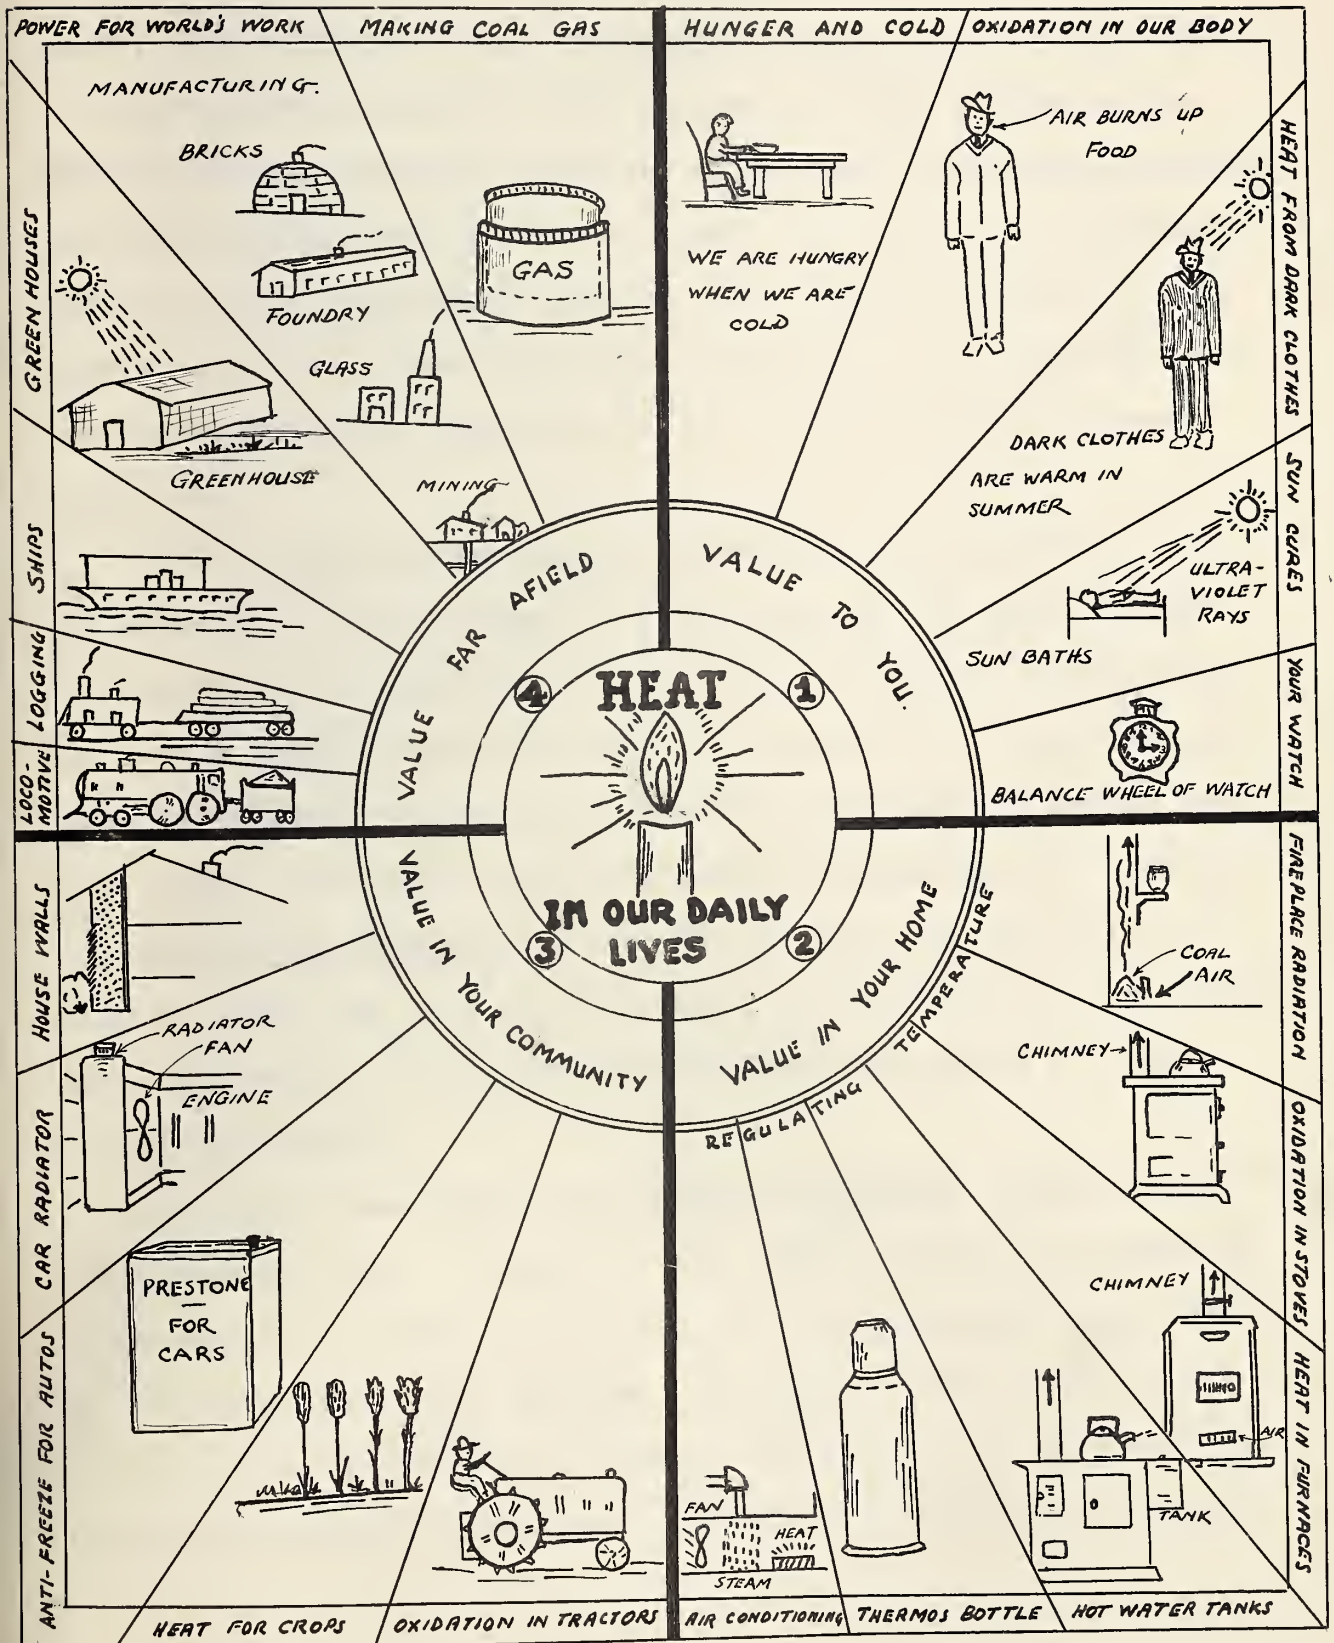 POWER FOR WORLD'S WORK
MAKING COAL GAS
HUNGER AND COLD
OXIDATION IN OUR BODY
MANUFACTURING.
BRICKS
FOUNDRY
GLASS
MINING
GAS
WE ARE HUNGRY
WHEN WE ARE
COLD
AIR BURNS UP
FOOD
HEAT FROM DARK CLOTHES
DARK CLOTHES
ARE WARM IN
SUMMER
SUN CURES
ULTRA-
VIOLET
RAYS
SUN BATHS
YOUR WATCH
BALANCE WHEEL OF WATCH
GREEN HOUSES
GREENHOUSE
SHIPS
LOGGING
LOCO-
MOTIVE
VALUE FAR AFIELD
VALUE TO YOU.
4
1
HEAT
IN OUR DAILY
LIVES
3
2
VALUE IN YOUR COMMUNITY
VALUE IN YOUR HOME
REGULATING TEMPERATURE
FIREPLACE RADIATION
COAL
AIR
OXIDATION IN STOVES
CHIMNEY
HEAT IN FURNACES
CHIMNEY
AIR
TANK
HOUSE WALLS
CAR RADIATOR
RADIATOR
FAN
ENGINE
ANTI-FREEZE FOR AUTOS
PRESTONE
FOR
CARS
FAN
HEAT
STEAM
HEAT FOR CROPS
OXIDATION IN TRACTORS
AIR CONDITIONING
THERMOS BOTTLE
HOT WATER TANKS